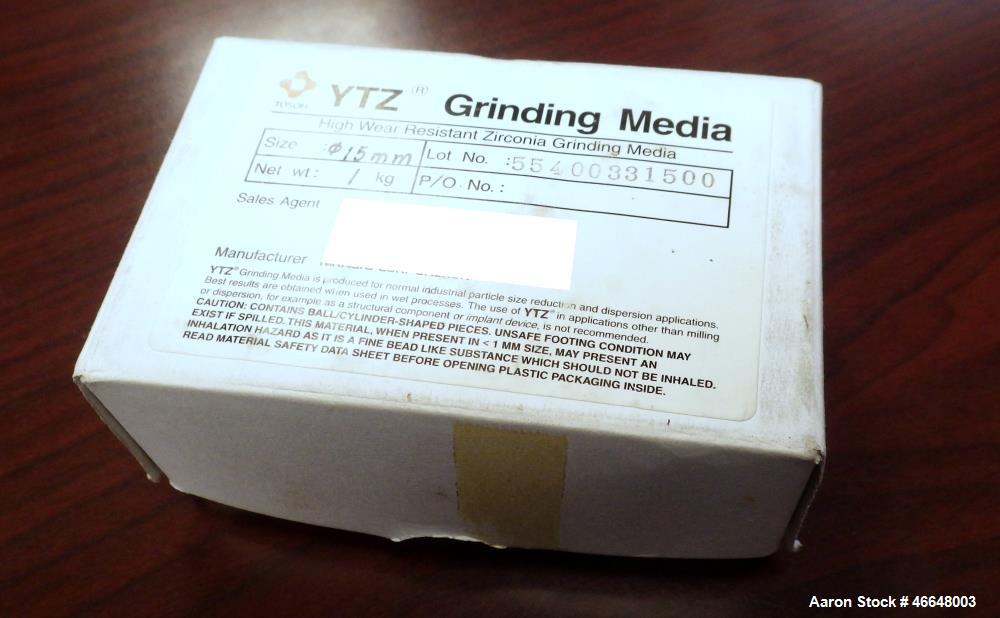 TOSOH
YTZ ® Grinding Media
High Wear Resistant Zirconia Grinding Media
Size : φ15mm Lot No. :55400331500
Net wt: 1 kg P/O No. :
Sales Agent
Manufacturer
YTZ® Grinding Media is produced for normal industrial particle size reduction and dispersion applications.
Best results are obtained when used in wet processes. The use of YTZ® in applications other than milling
or dispersion, for example as a structural component or implant device, is not recommended.
CAUTION: CONTAINS BALL/CYLINDER-SHAPED PIECES. UNSAFE FOOTING CONDITION MAY
EXIST IF SPILLED. THIS MATERIAL, WHEN PRESENT IN < 1 MM SIZE, MAY PRESENT AN
INHALATION HAZARD AS IT IS A FINE BEAD LIKE SUBSTANCE WHICH SHOULD NOT BE INHALED.
READ MATERIAL SAFETY DATA SHEET BEFORE OPENING PLASTIC PACKAGING INSIDE.
Aaron Stock # 46648003